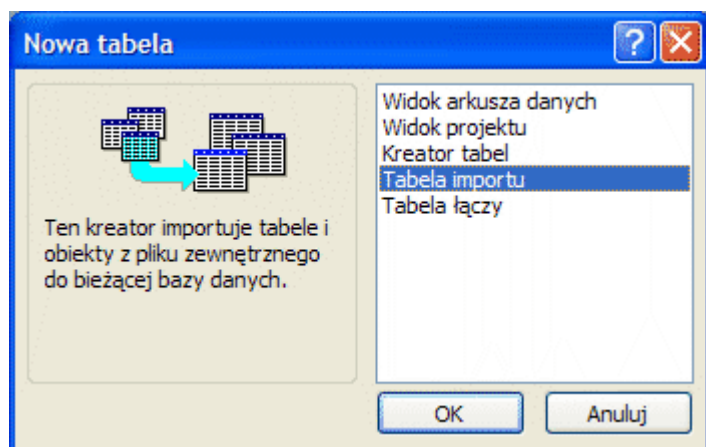 Nowa tabela
Ten kreator importuje tabele i
obiekty z pliku zewnętrznego
do bieżącej bazy danych.
Widok arkusza danych
Widok projektu
Kreator tabel
Tabela importu
Tabela łączy
OK
Anuluj